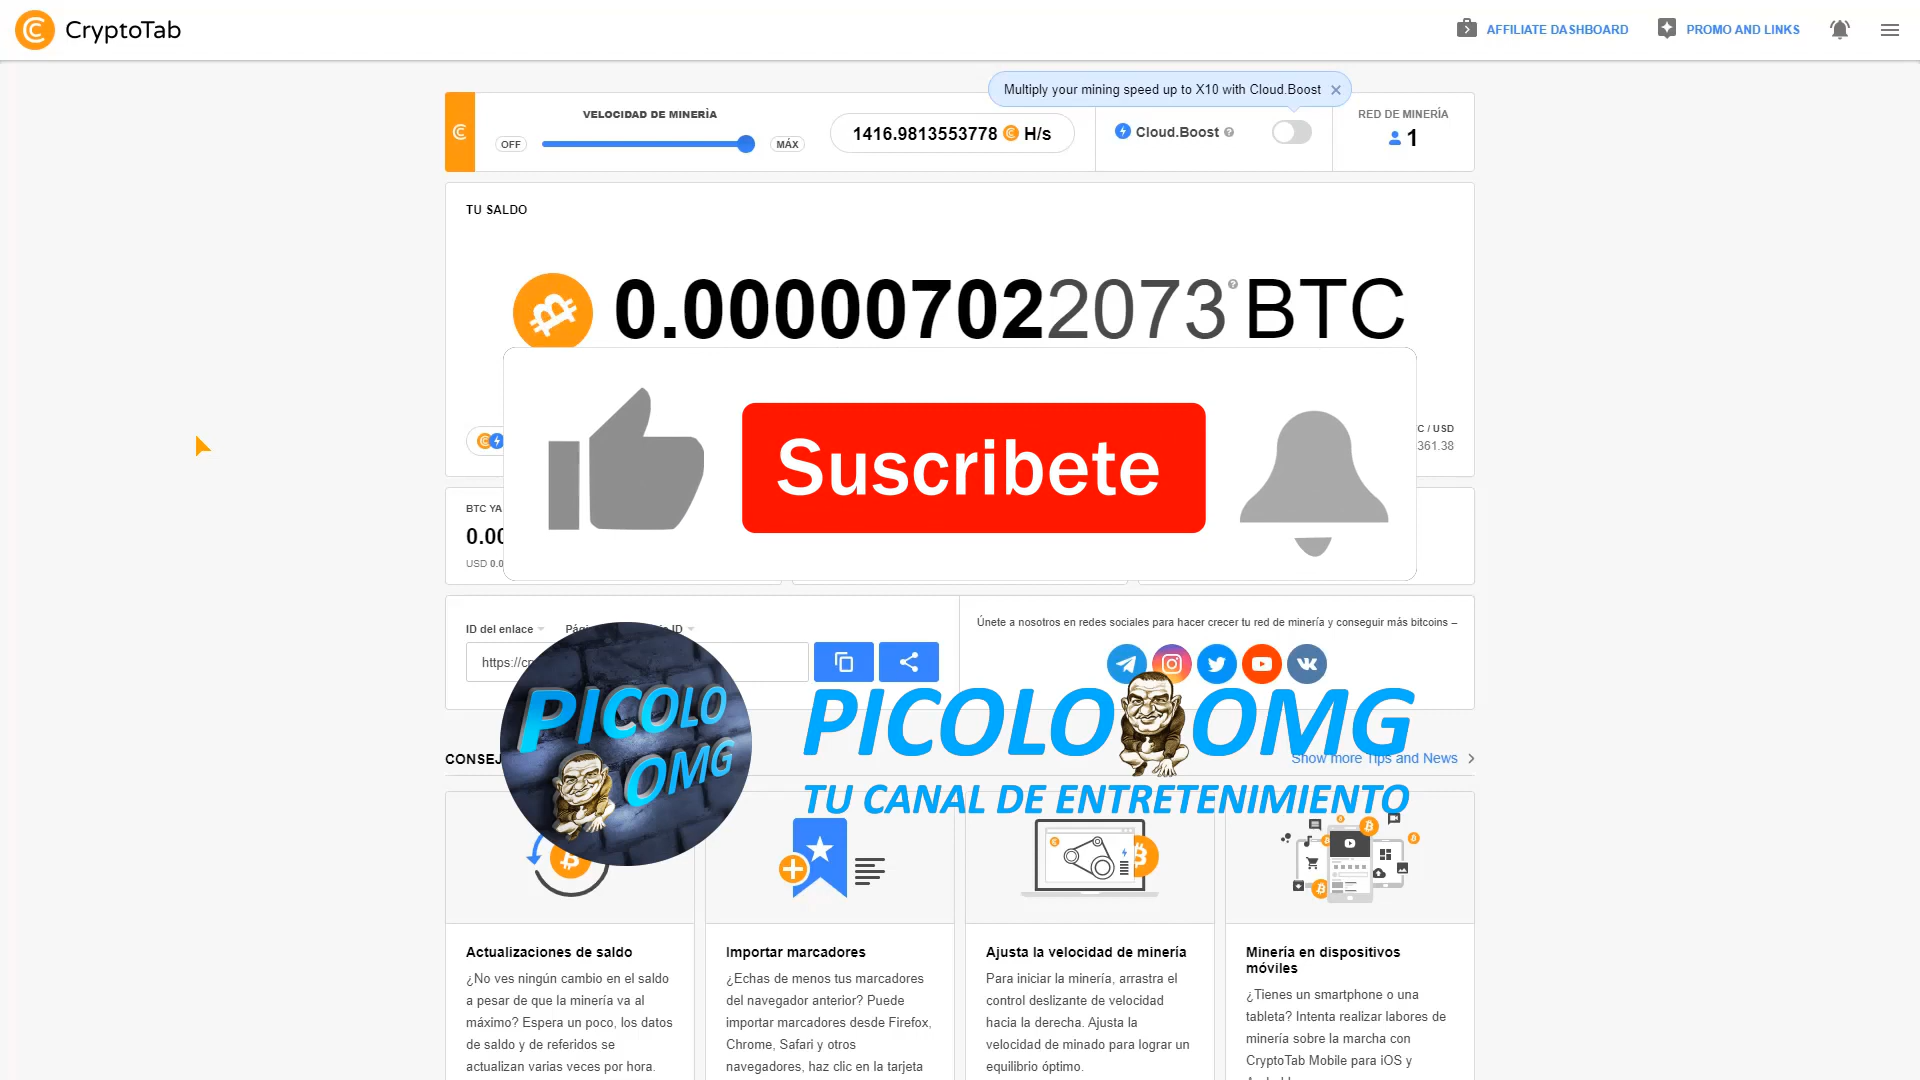 CryptoTab
AFFILIATE DASHBOARD
PROMO AND LINKS
Multiply your mining speed up to X10 with Cloud.Boost
VELOCIDAD DE MINERÌA
OFF
MÁX
1416.9813553778 H/s
Cloud.Boost
RED DE MINERÍA
1
TU SALDO
0.000007022073 BTC
C / USD
361.38
Suscribete
BTC YA
0.00
USD 0.0
ID del enlace
ID
https://cr
Únete a nosotros en redes sociales para hacer crecer tu red de minería y conseguir más bitcoins –
PICOLO
OMG
PICOLO OMG
TU CANAL DE ENTRETENIMIENTO
CONSEJ
Show more Tips and News
Actualizaciones de saldo
¿No ves ningún cambio en el saldo
a pesar de que la minería va al
máximo? Espera un poco, los datos
de saldo y de referidos se
actualizan varias veces por hora.
Importar marcadores
¿Echas de menos tus marcadores
del navegador anterior? Puede
importar marcadores desde Firefox,
Chrome, Safari y otros
navegadores, haz clic en la tarjeta
Ajusta la velocidad de minería
Para iniciar la minería, arrastra el
control deslizante de velocidad
hacia la derecha. Ajusta la
velocidad de minado para lograr un
equilibrio óptimo.
Minería en dispositivos
móviles
¿Tienes un smartphone o una
tableta? Intenta realizar labores de
minería sobre la marcha con
CryptoTab Mobile para iOS y